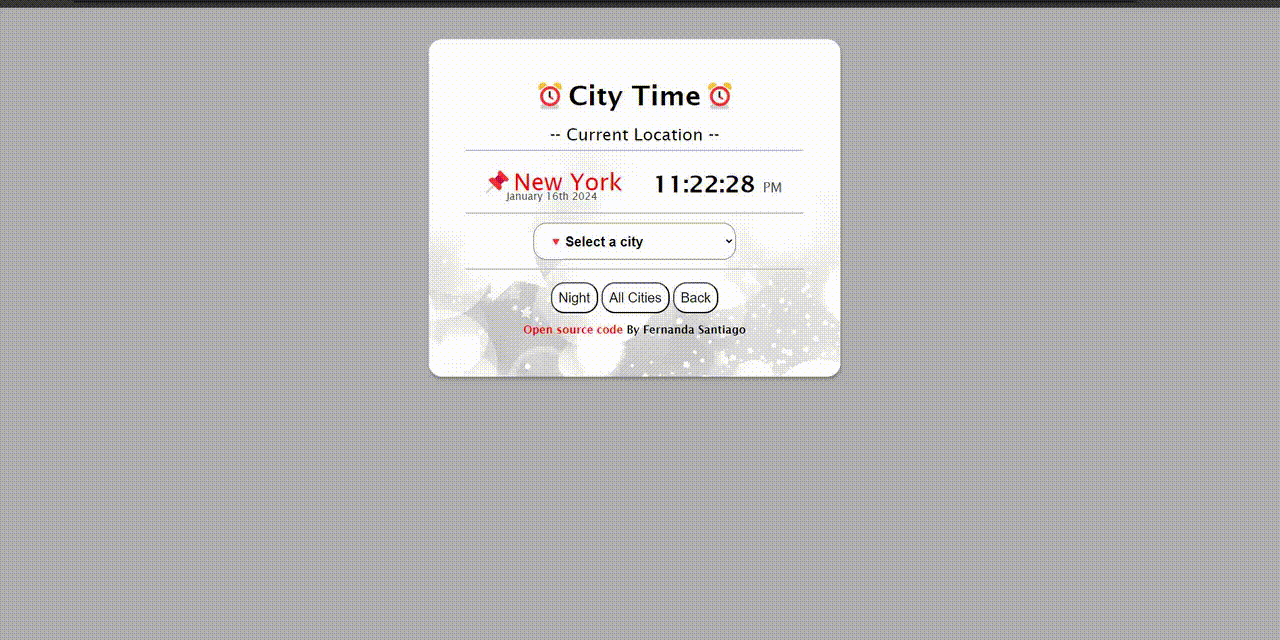 City Time
-- Current Location --
New York 11:22:28 PM
January 16th 2024
Select a city
Night All Cities Back
Open source code By Fernanda Santiago